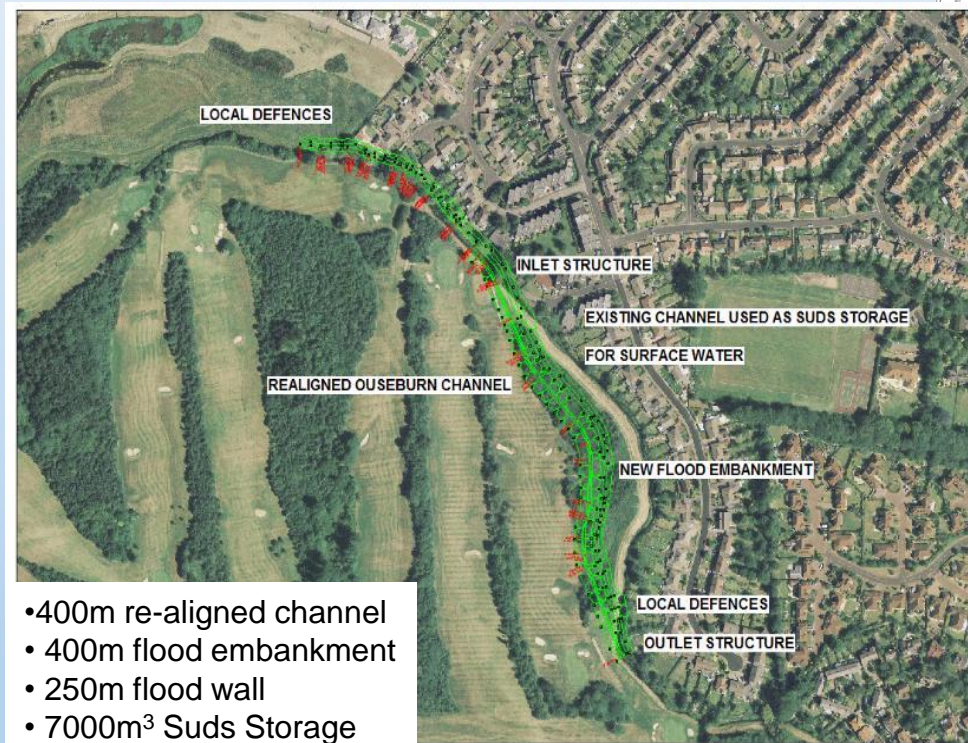 LOCAL DEFENCES
INLET STRUCTURE
EXISTING CHANNEL USED AS SUDS STORAGE
FOR SURFACE WATER
REALIGNED OUSEBURN CHANNEL
NEW FLOOD EMBANKMENT
LOCAL DEFENCES
OUTLET STRUCTURE
•400m re-aligned channel
• 400m flood embankment
• 250m flood wall
• 7000m³ Suds Storage